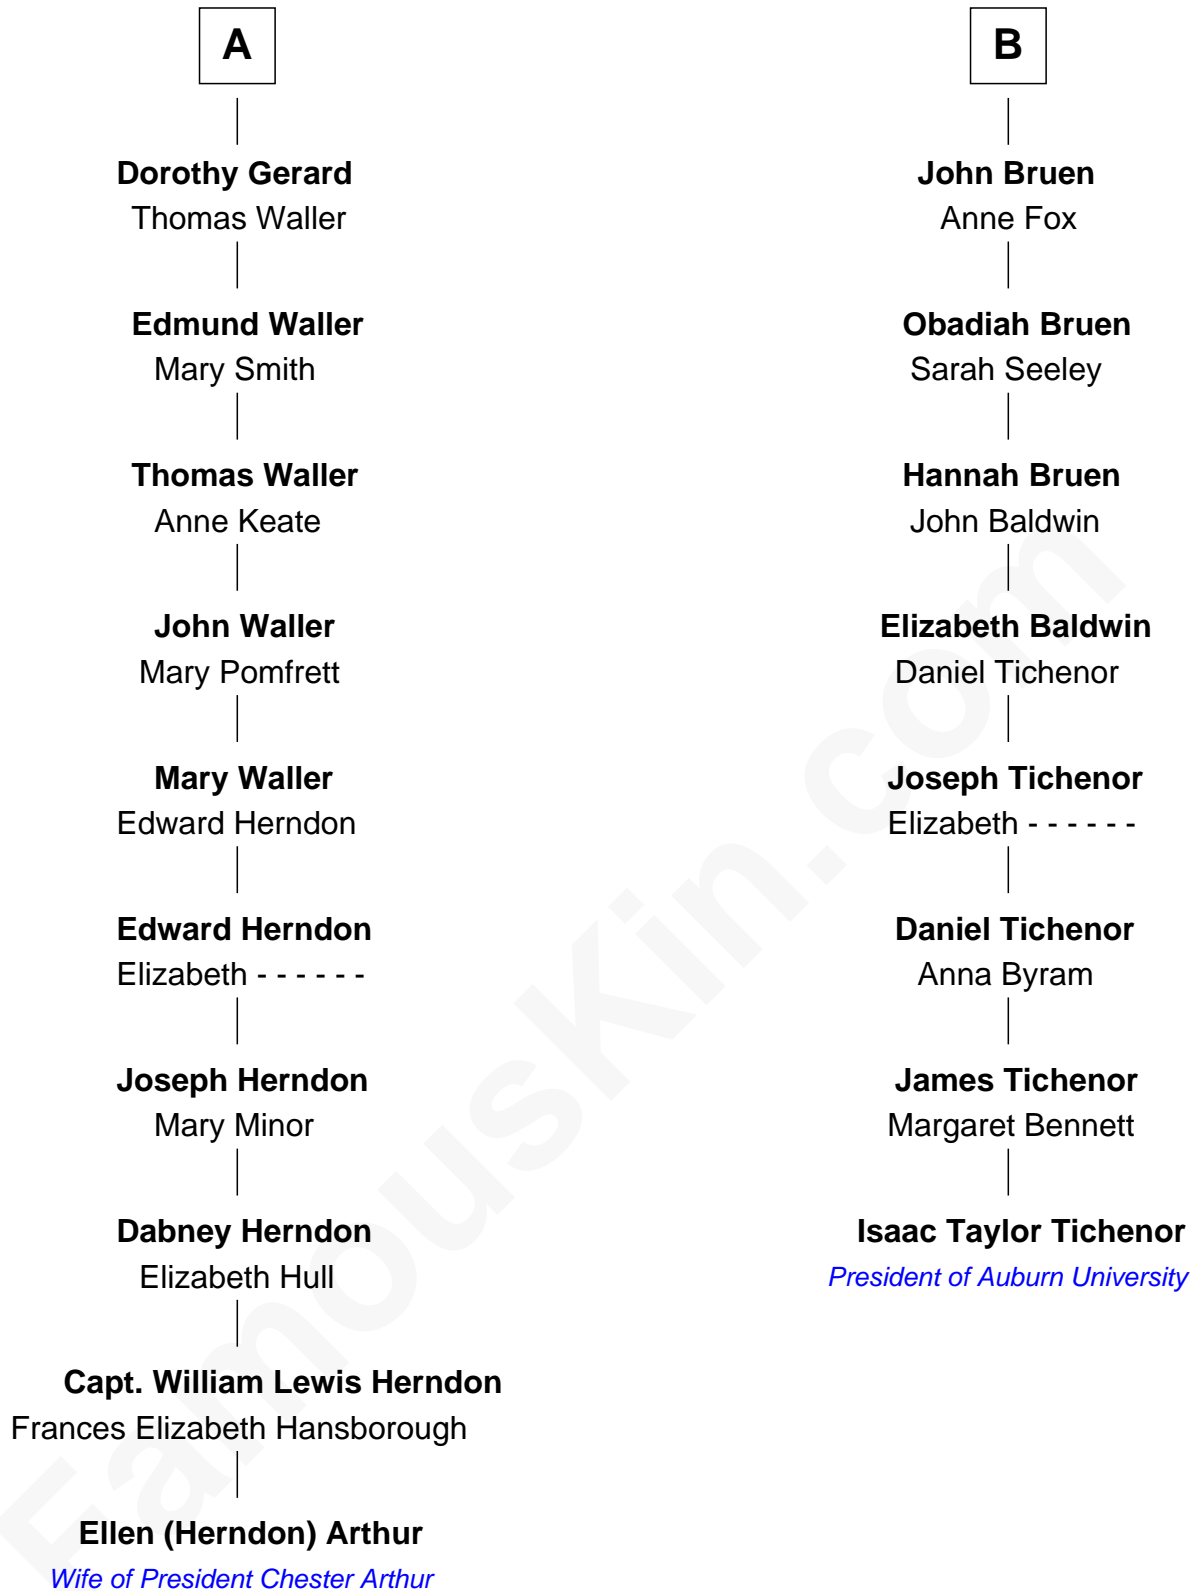 A
Dorothy Gerard
Thomas Waller
Edmund Waller
Mary Smith
Thomas Waller
Anne Keate
John Waller
Mary Pomfrett
Mary Waller
Edward Herndon
Edward Herndon
Elizabeth - - - - - -
Joseph Herndon
Mary Minor
Dabney Herndon
Elizabeth Hull
Capt. William Lewis Herndon
Frances Elizabeth Hansborough
Ellen (Herndon) Arthur
Wife of President Chester Arthur
B
John Bruen
Anne Fox
Obadiah Bruen
Sarah Seeley
Hannah Bruen
John Baldwin
Elizabeth Baldwin
Daniel Tichenor
Joseph Tichenor
Elizabeth - - - - - -
Daniel Tichenor
Anna Byram
James Tichenor
Margaret Bennett
Isaac Taylor Tichenor
President of Auburn University
FamousKin.com